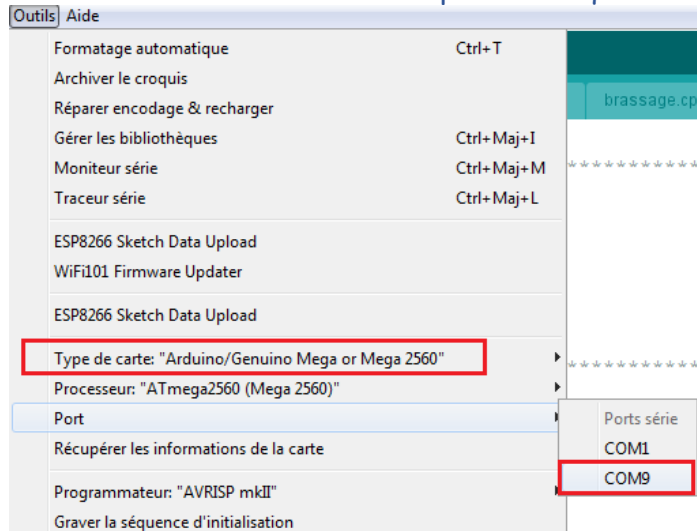 Outils Aide
Formatage automatique Ctrl+T
Archiver le croquis
Réparer encodage & recharger
brassage.cp
Gérer les bibliothèques Ctrl+Maj+I
Moniteur série Ctrl+Maj+M
Traceur série Ctrl+Maj+L
ESP8266 Sketch Data Upload
WiFi101 Firmware Updater
ESP8266 Sketch Data Upload
Type de carte: "Arduino/Genuino Mega or Mega 2560"
Processeur: "ATmega2560 (Mega 2560)"
Port
Ports série
Récupérer les informations de la carte
COM1
COM9
Programmateur: "AVRISP mkII"
Graver la séquence d'initialisation